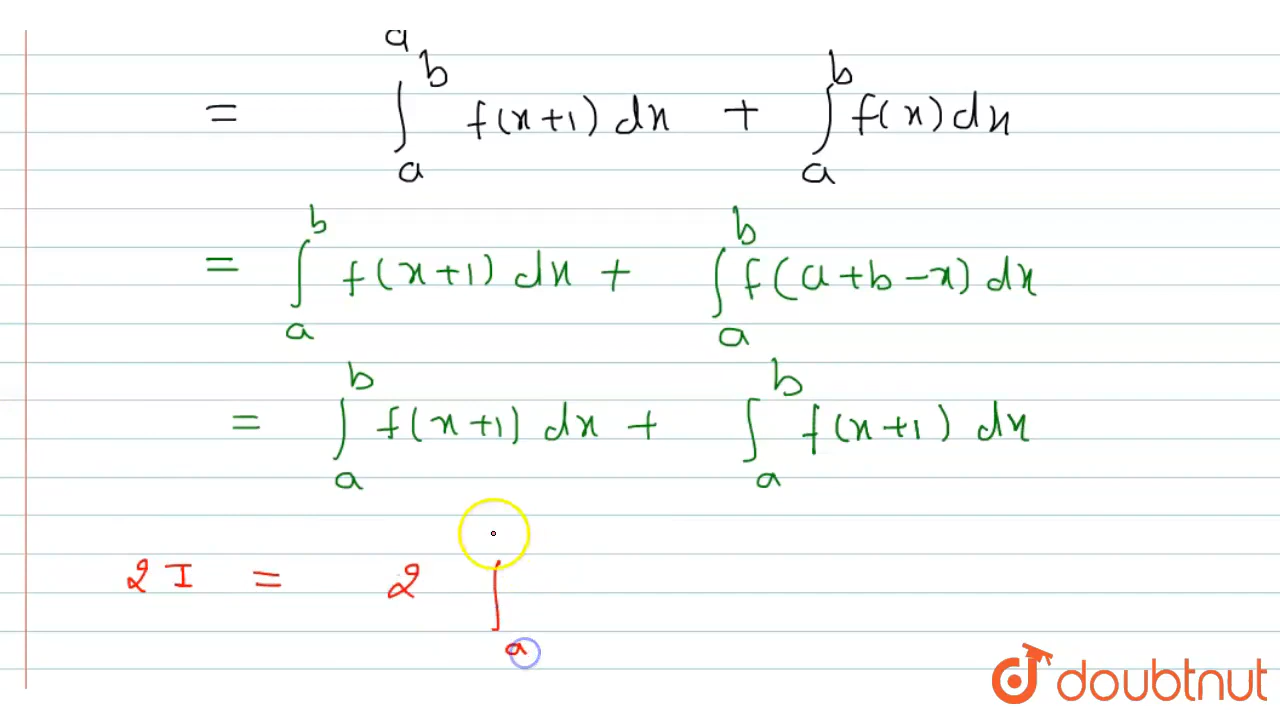 a
= ∫_a^b f(x+1) dx + ∫_a^b f(x) dx
= ∫_a^b f(x+1) dx + ∫_a^b f(a+b-x) dx
= ∫_a^b f(x+1) dx + ∫_a^b f(x+1) dx
2I = 2 ∫_a
doubtnut